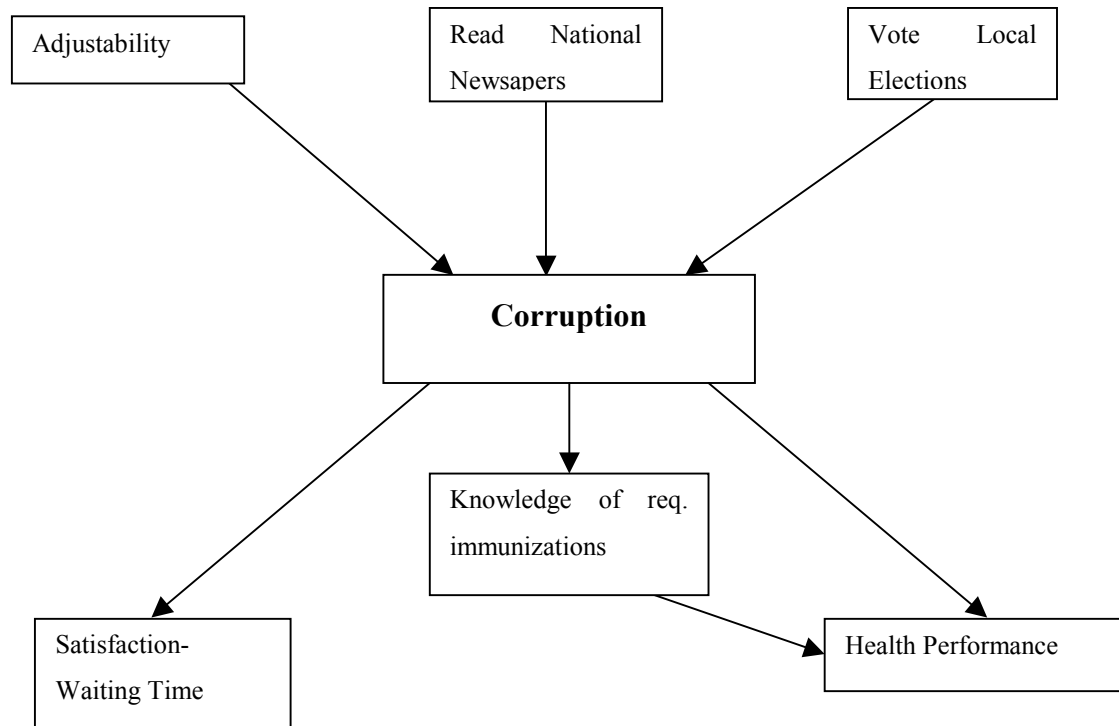 Adjustability
Read National
Newsapers
Vote Local
Elections
Corruption
Knowledge of req.
immunizations
Satisfaction-
Waiting Time
Health Performance